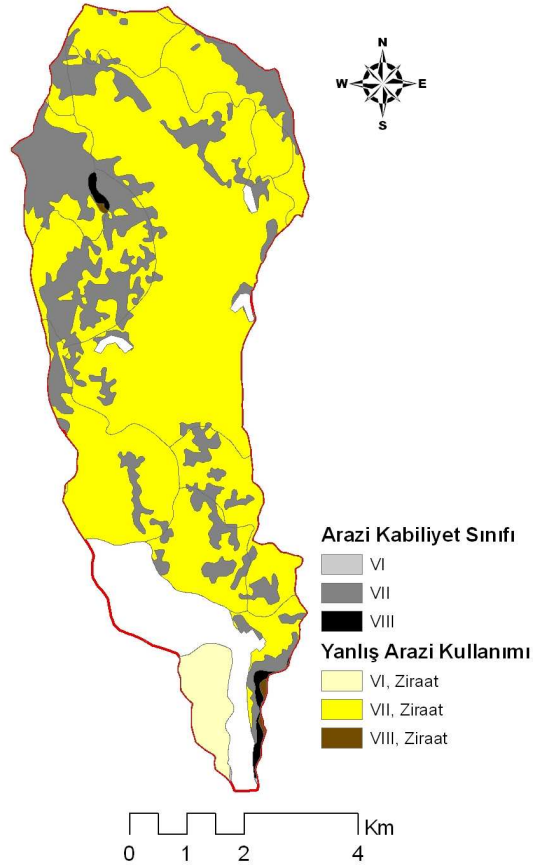 N
W E
S
Arazi Kabiliyet Sınıfı
VI
VII
VIII
Yanlış Arazi Kullanımı
VI, Ziraat
VII, Ziraat
VIII, Ziraat
Km
0 1 2 4